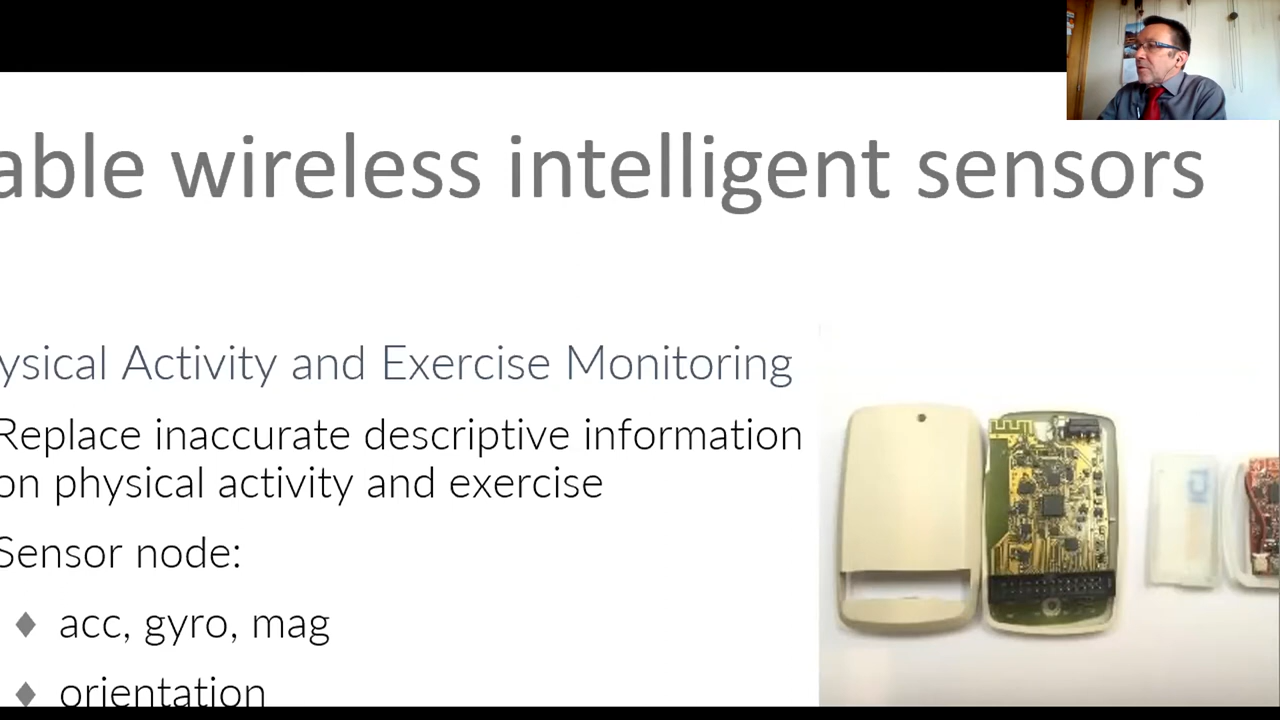 able wireless intelligent sensors
ysical Activity and Exercise Monitoring
Replace inaccurate descriptive information
on physical activity and exercise
Sensor node:
acc, gyro, mag
orientation